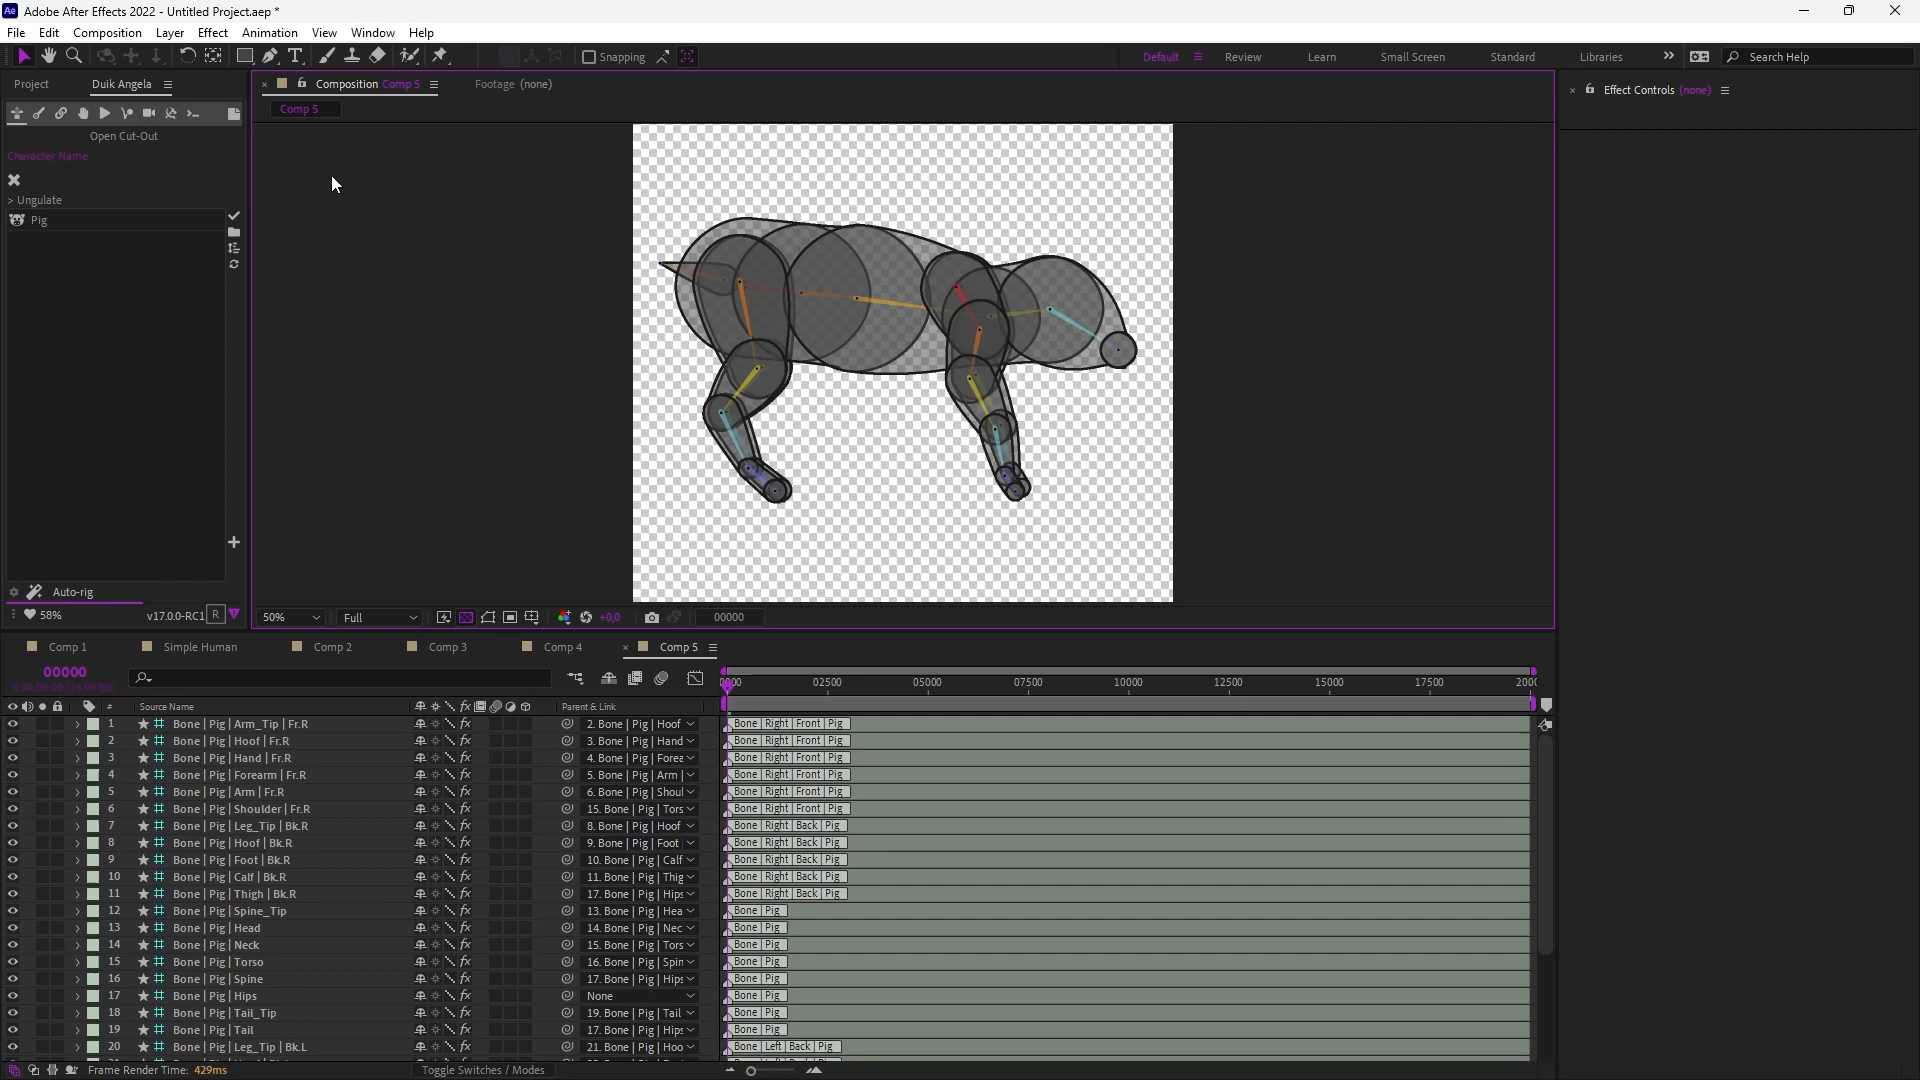 Adobe After Effects 2022 - Untitled Project.aep *
File Edit Composition Layer Effect Animation View Window Help
Snapping
Default Review Learn Small Screen Standard Libraries Search Help
Project Duik Angela
Composition Comp 5 Footage (none)
Effect Controls (none)
Comp 5
Open Cut-Out
Character Name
> Ungulate
Pig
Auto-rig
58% v17.0.0-RC1 R
50% Full +0,0 00000
Comp 1 Simple Human Comp 2 Comp 3 Comp 4 Comp 5
00000
02500 05000 07500 10000 12500 15000 17500
# Source Name Parent & Link
1 Bone | Pig | Arm_Tip | Fr.R 2. Bone | Pig | Hoof Bone | Right | Front | Pig
2 Bone | Pig | Hoof | Fr.R 3. Bone | Pig | Hand Bone | Right | Front | Pig
3 Bone | Pig | Hand | Fr.R 4. Bone | Pig | Forea Bone | Right | Front | Pig
4 Bone | Pig | Forearm | Fr.R 5. Bone | Pig | Arm | Bone | Right | Front | Pig
5 Bone | Pig | Arm | Fr.R 6. Bone | Pig | Shoul Bone | Right | Front | Pig
6 Bone | Pig | Shoulder | Fr.R 15. Bone | Pig | Tors Bone | Right | Front | Pig
7 Bone | Pig | Leg_Tip | Bk.R 8. Bone | Pig | Hoof Bone | Right | Back | Pig
8 Bone | Pig | Hoof | Bk.R 9. Bone | Pig | Foot Bone | Right | Back | Pig
9 Bone | Pig | Foot | Bk.R 10. Bone | Pig | Calf Bone | Right | Back | Pig
10 Bone | Pig | Calf | Bk.R 11. Bone | Pig | Thig Bone | Right | Back | Pig
11 Bone | Pig | Thigh | Bk.R 17. Bone | Pig | Hips Bone | Right | Back | Pig
12 Bone | Pig | Spine_Tip 13. Bone | Pig | Hea Bone | Pig
13 Bone | Pig | Head 14. Bone | Pig | Nec Bone | Pig
14 Bone | Pig | Neck 15. Bone | Pig | Tors Bone | Pig
15 Bone | Pig | Torso 16. Bone | Pig | Spin Bone | Pig
16 Bone | Pig | Spine 17. Bone | Pig | Hips Bone | Pig
17 Bone | Pig | Hips None Bone | Pig
18 Bone | Pig | Tail_Tip 19. Bone | Pig | Tail Bone | Pig
19 Bone | Pig | Tail 17. Bone | Pig | Hips Bone | Pig
20 Bone | Pig | Leg_Tip | Bk.L 21. Bone | Pig | Hoo Bone | Left | Back | Pig
Frame Render Time: 429ms Toggle Switches / Modes